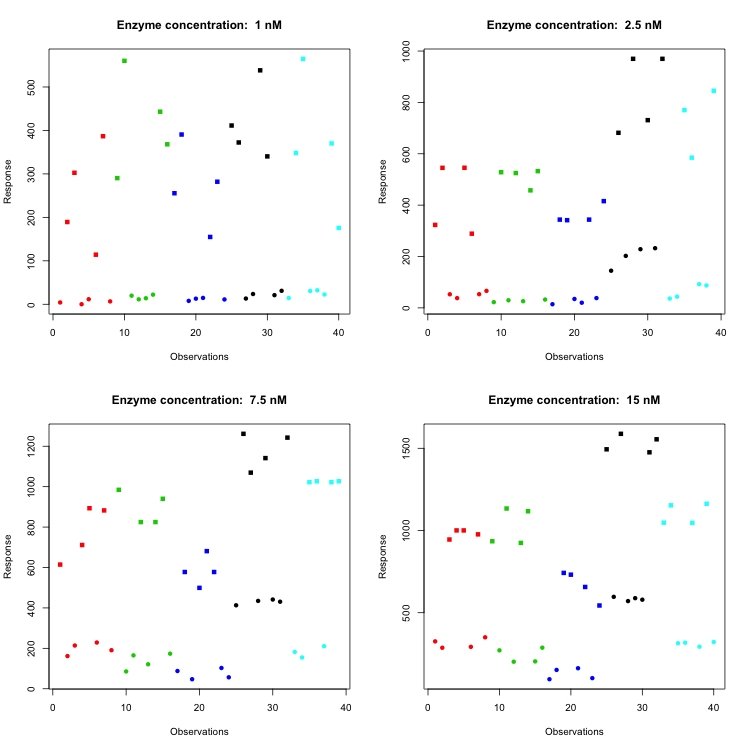 Enzyme concentration:  1 nM
Response
0 100 200 300 400 500
0 10 20 30 40
Observations
Enzyme concentration:  2.5 nM
Response
0 200 400 600 800 1000
0 10 20 30 40
Observations
Enzyme concentration:  7.5 nM
Response
0 200 400 600 800 1000 1200
0 10 20 30 40
Observations
Enzyme concentration:  15 nM
Response
500 1000 1500
0 10 20 30 40
Observations